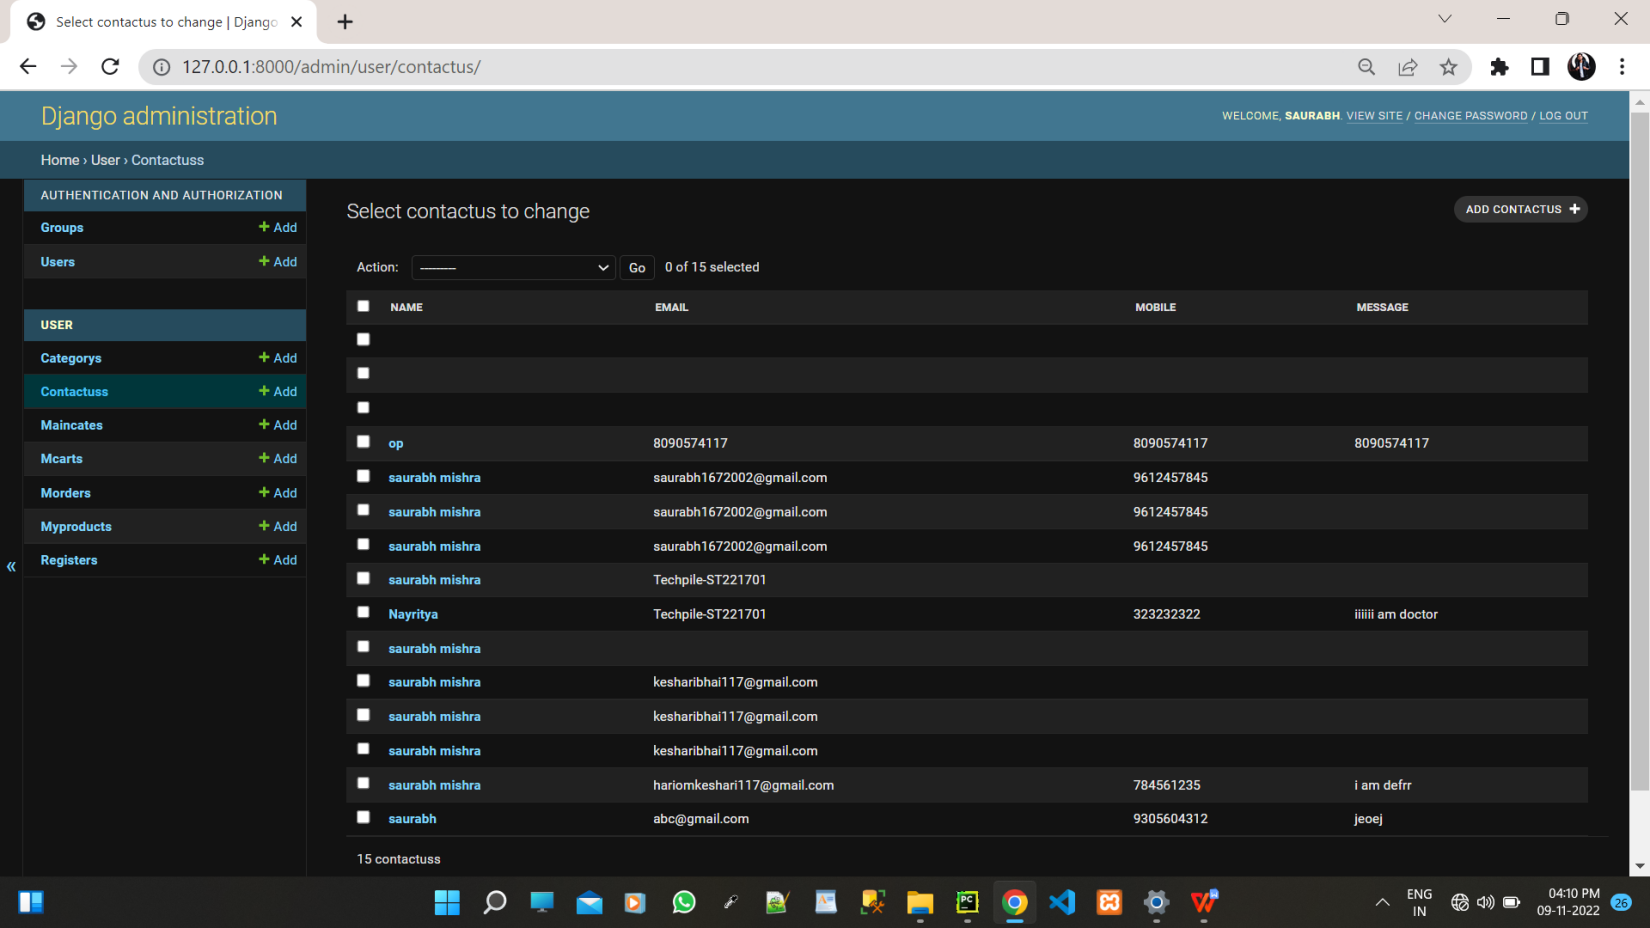 Select contactus to change | Django
127.0.0.1:8000/admin/user/contactus/
Django administration
WELCOME, SAURABH. VIEW SITE / CHANGE PASSWORD / LOG OUT
Home › User › Contactuss
AUTHENTICATION AND AUTHORIZATION
Groups + Add
Users + Add
USER
Categorys + Add
Contactuss + Add
Maincates + Add
Mcarts + Add
Morders + Add
Myproducts + Add
Registers + Add
«
Select contactus to change
ADD CONTACTUS +
Action: --------- Go 0 of 15 selected
NAME EMAIL MOBILE MESSAGE
op 8090574117 8090574117 8090574117
saurabh mishra saurabh1672002@gmail.com 9612457845
saurabh mishra saurabh1672002@gmail.com 9612457845
saurabh mishra saurabh1672002@gmail.com 9612457845
saurabh mishra Techpile-ST221701
Nayritya Techpile-ST221701 323232322 iiiiii am doctor
saurabh mishra
saurabh mishra kesharibhai117@gmail.com
saurabh mishra kesharibhai117@gmail.com
saurabh mishra kesharibhai117@gmail.com
saurabh mishra hariomkeshari117@gmail.com 784561235 i am defrr
saurabh abc@gmail.com 9305604312 jeoej
15 contactuss
PC
ENG
IN
04:10 PM
09-11-2022
26